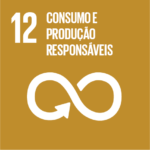 12 CONSUMO E
PRODUÇÃO
RESPONSÁVEIS